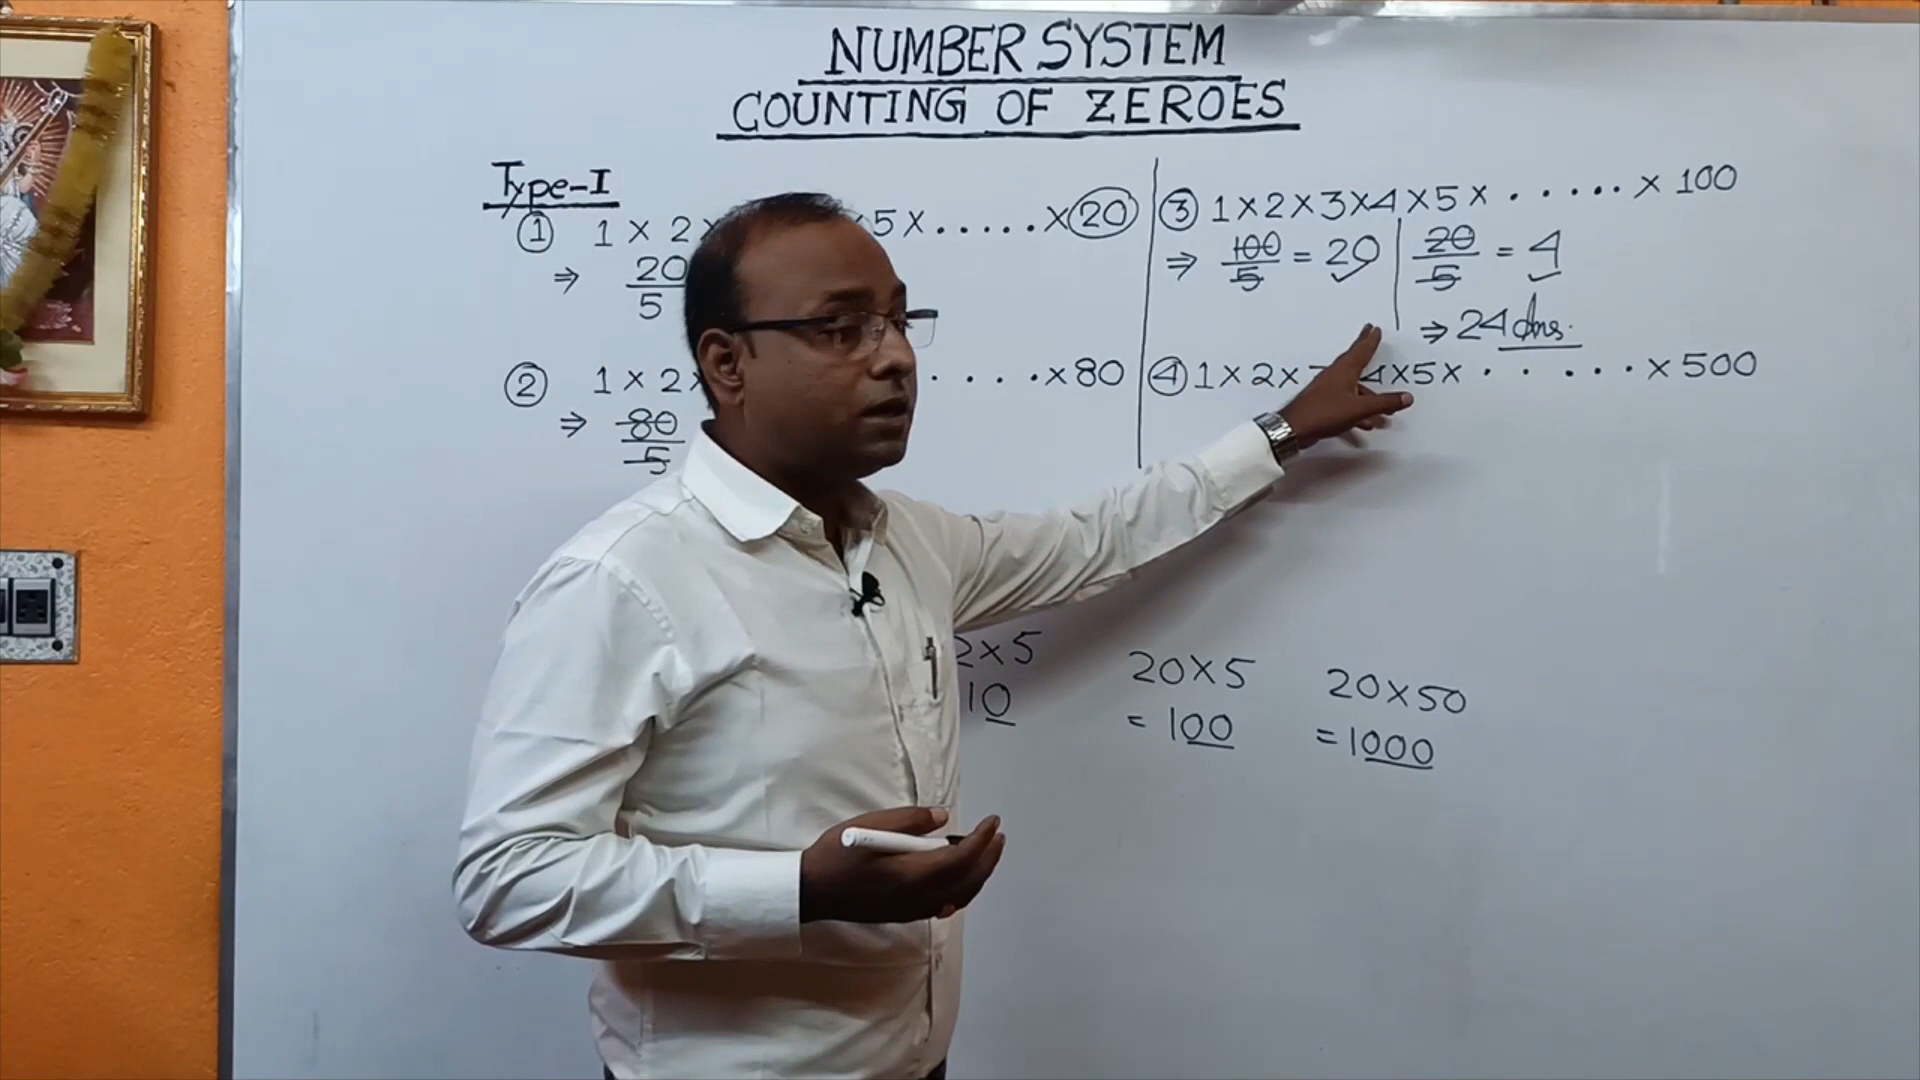 NUMBER SYSTEM
COUNTING OF ZEROES
Type-I
① 1 × 2 × 5 × ..... × 20
⇒ 20/5
② 1 × 2 × .... × 80
⇒ 80/5
③ 1 × 2 × 3 × 4 × 5 × ..... × 100
⇒ 100/5 = 20 | 20/5 = 4
⇒ 24 Ans.
④ 1 × 2 × 4 × 5 × ..... × 500
2 × 5 20 × 5 20 × 50
10 = 100 = 1000